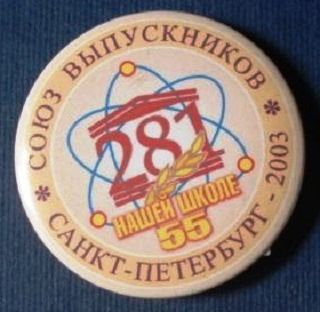 * СОЮЗ ВЫПУСКНИКОВ *
281
НАШЕЙ ШКОЛЕ
55
САНКТ-ПЕТЕРБУРГ - 2003